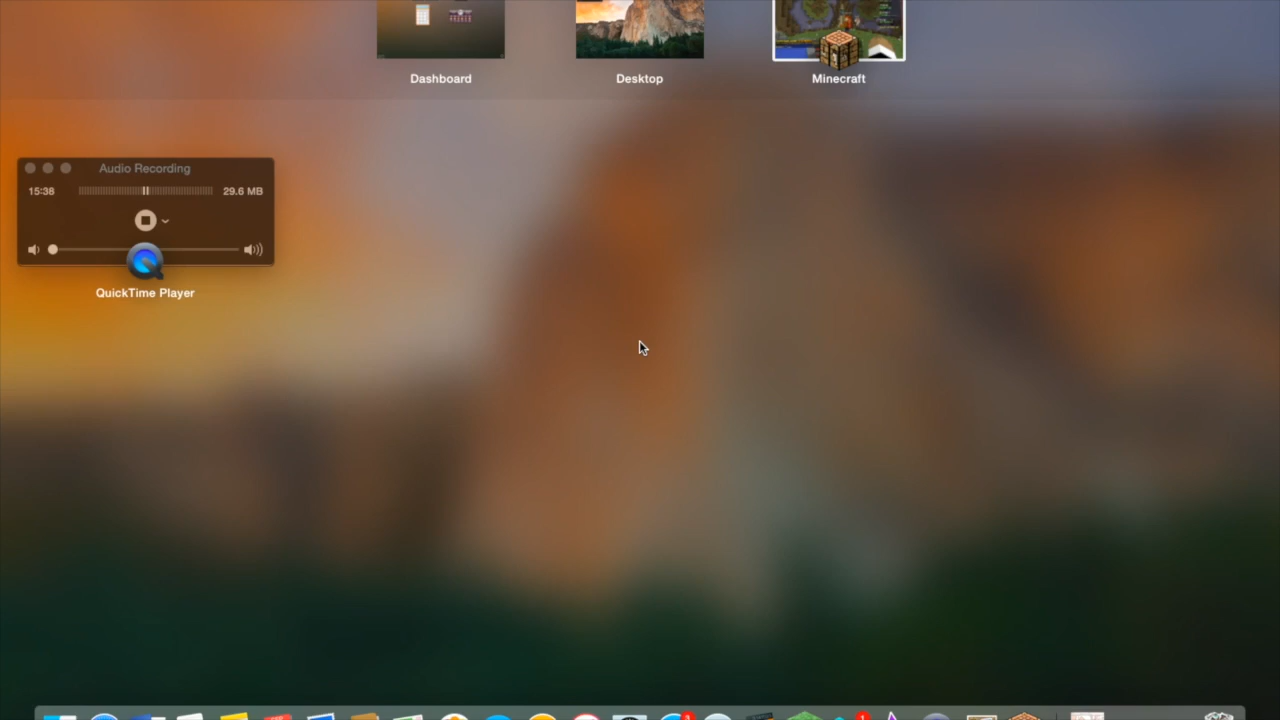 Dashboard
Desktop
Minecraft
Audio Recording
15:38
29.6 MB
QuickTime Player